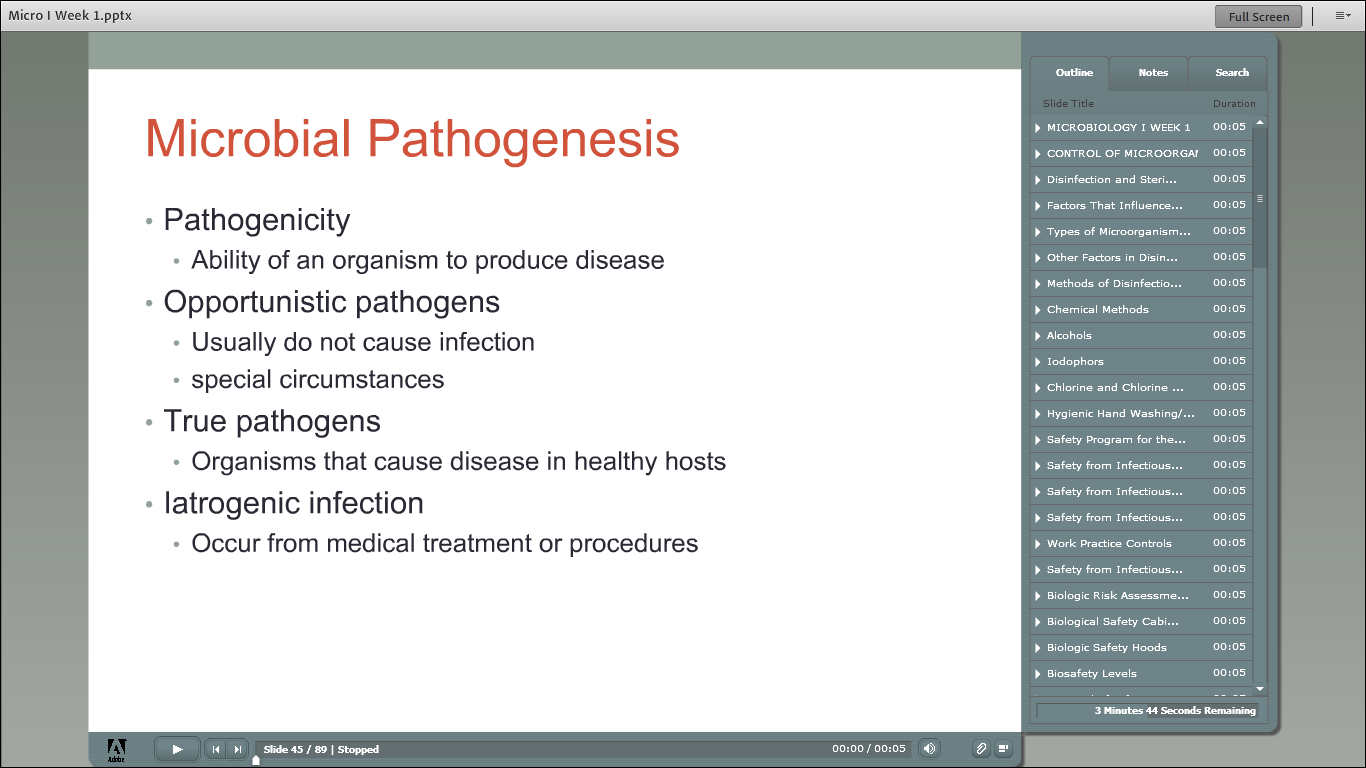 Micro I Week 1.pptx
Full Screen
Microbial Pathogenesis
• Pathogenicity
• Ability of an organism to produce disease
• Opportunistic pathogens
• Usually do not cause infection
• special circumstances
• True pathogens
• Organisms that cause disease in healthy hosts
• Iatrogenic infection
• Occur from medical treatment or procedures
Outline Notes Search
Slide Title Duration
MICROBIOLOGY I WEEK 1 00:05
CONTROL OF MICROORGAN 00:05
Disinfection and Steri... 00:05
Factors That Influence... 00:05
Types of Microorganism... 00:05
Other Factors in Disin... 00:05
Methods of Disinfectio... 00:05
Chemical Methods 00:05
Alcohols 00:05
Iodophors 00:05
Chlorine and Chlorine ... 00:05
Hygienic Hand Washing/... 00:05
Safety Program for the... 00:05
Safety from Infectious... 00:05
Safety from Infectious... 00:05
Safety from Infectious... 00:05
Work Practice Controls 00:05
Safety from Infectious... 00:05
Biologic Risk Assessme... 00:05
Biological Safety Cabi... 00:05
Biologic Safety Hoods 00:05
Biosafety Levels 00:05
3 Minutes 44 Seconds Remaining
Adobe
Slide 45 / 89 | Stopped 00:00 / 00:05